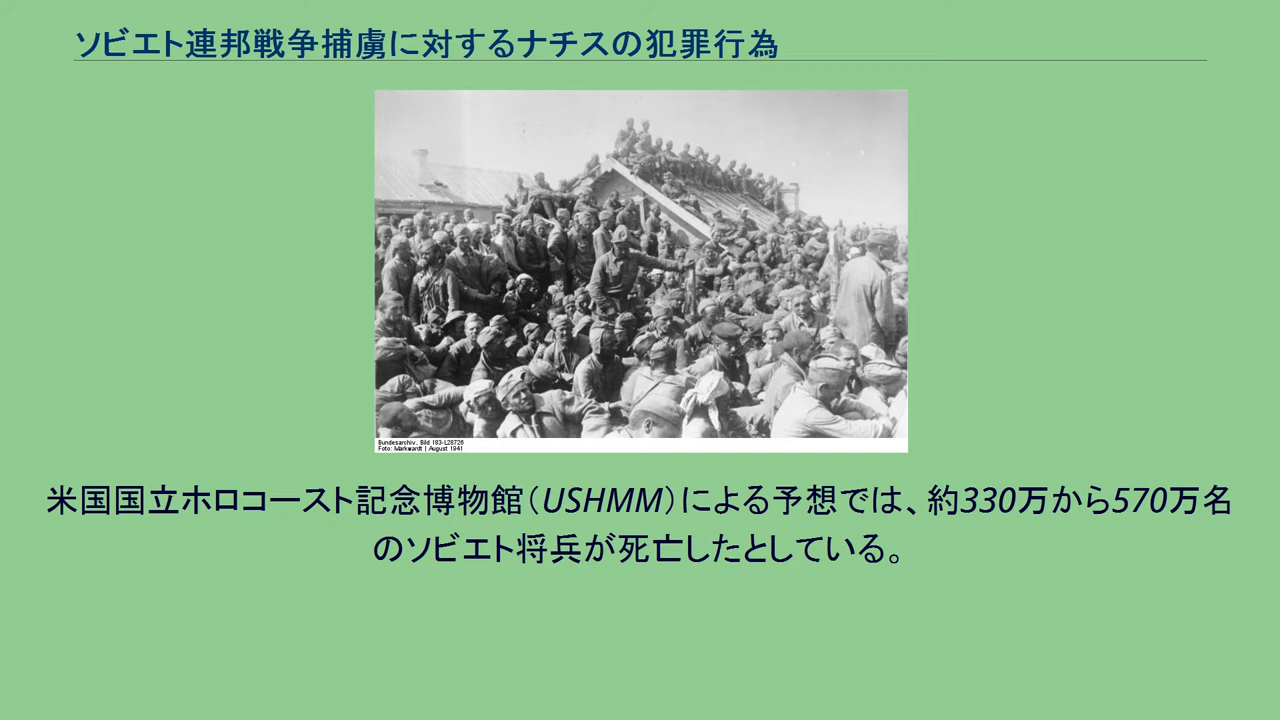 ソビエト連邦戦争捕虜に対するナチスの犯罪行為
Bundesarchiv, Bild 183-L28726
Foto: Markwardt | August 1941
米国国立ホロコースト記念博物館（USHMM）による予想では、約330万から570万名
のソビエト将兵が死亡したとしている。